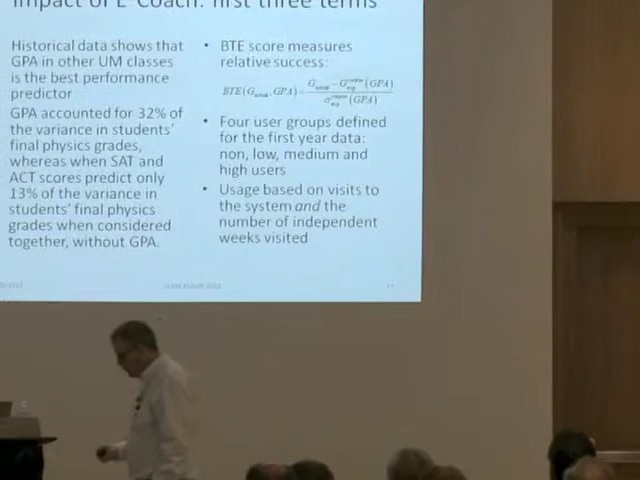 Impact of E-Coach: first three terms
Historical data shows that
GPA in other UM classes
is the best performance
predictor
GPA accounted for 32% of
the variance in students'
final physics grades,
whereas when SAT and
ACT scores predict only
13% of the variance in
students' final physics
grades when considered
together, without GPA.
• BTE score measures
relative success:
• Four user groups defined
for the first year data:
non, low, medium and
high users
• Usage based on visits to
the system and the
number of independent
weeks visited